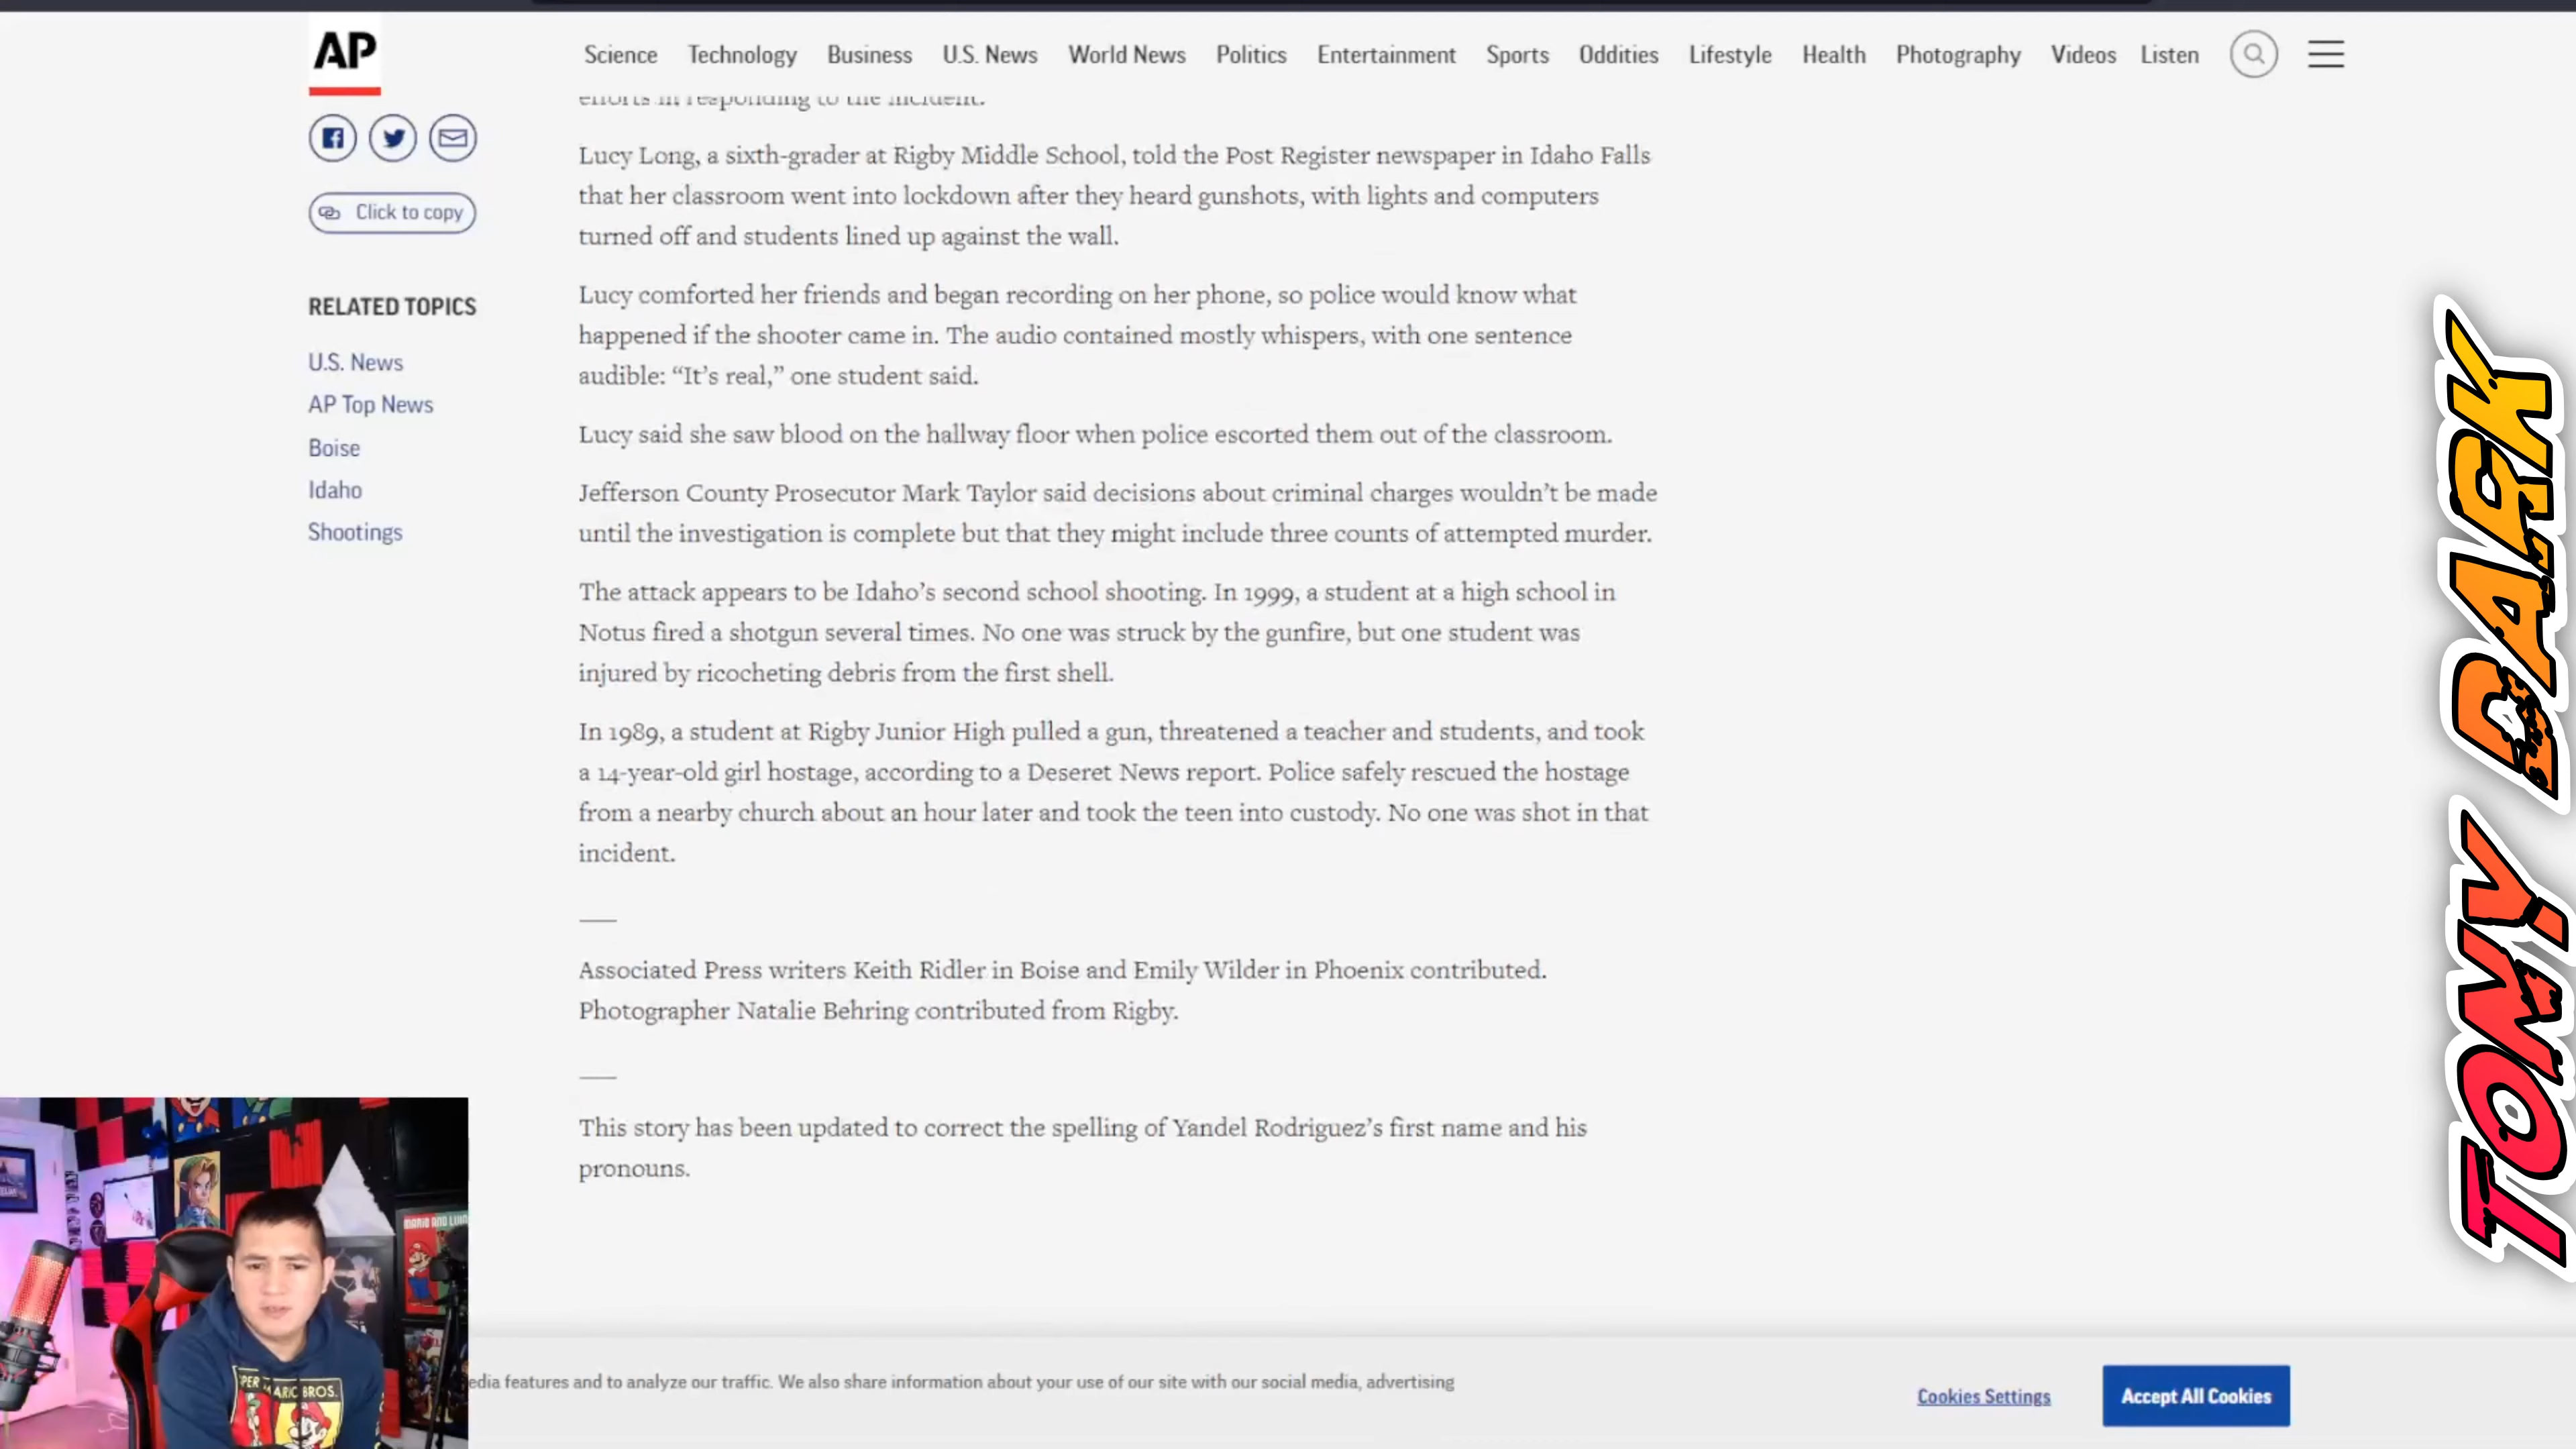 AP
Science Technology Business U.S. News World News Politics Entertainment Sports Oddities Lifestyle Health Photography Videos Listen
efforts in responding to the incident.
Click to copy
RELATED TOPICS
U.S. News
AP Top News
Boise
Idaho
Shootings
Lucy Long, a sixth-grader at Rigby Middle School, told the Post Register newspaper in Idaho Falls
that her classroom went into lockdown after they heard gunshots, with lights and computers
turned off and students lined up against the wall.
Lucy comforted her friends and began recording on her phone, so police would know what
happened if the shooter came in. The audio contained mostly whispers, with one sentence
audible: “It’s real,” one student said.
Lucy said she saw blood on the hallway floor when police escorted them out of the classroom.
Jefferson County Prosecutor Mark Taylor said decisions about criminal charges wouldn’t be made
until the investigation is complete but that they might include three counts of attempted murder.
The attack appears to be Idaho’s second school shooting. In 1999, a student at a high school in
Notus fired a shotgun several times. No one was struck by the gunfire, but one student was
injured by ricocheting debris from the first shell.
In 1989, a student at Rigby Junior High pulled a gun, threatened a teacher and students, and took
a 14-year-old girl hostage, according to a Deseret News report. Police safely rescued the hostage
from a nearby church about an hour later and took the teen into custody. No one was shot in that
incident.
Associated Press writers Keith Ridler in Boise and Emily Wilder in Phoenix contributed.
Photographer Natalie Behring contributed from Rigby.
This story has been updated to correct the spelling of Yandel Rodriguez’s first name and his
pronouns.
edia features and to analyze our traffic. We also share information about your use of our site with our social media, advertising
Cookies Settings
Accept All Cookies
TONY DARK
MARIO AND LUIG
PER MARIO BROS.